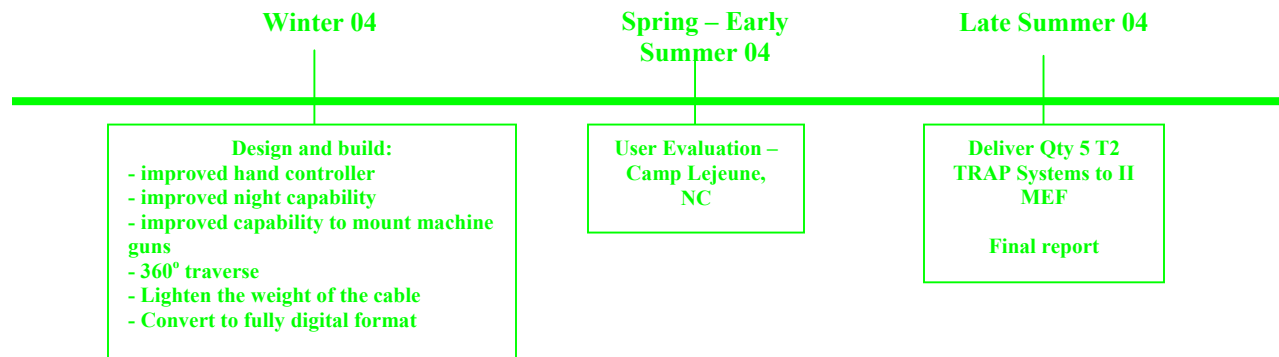 Winter 04
Spring – Early
Summer 04
Late Summer 04
Design and build:
- improved hand controller
- improved night capability
- improved capability to mount machine
guns
- 360° traverse
- Lighten the weight of the cable
- Convert to fully digital format
User Evaluation –
Camp Lejeune,
NC
Deliver Qty 5 T2
TRAP Systems to II
MEF
Final report